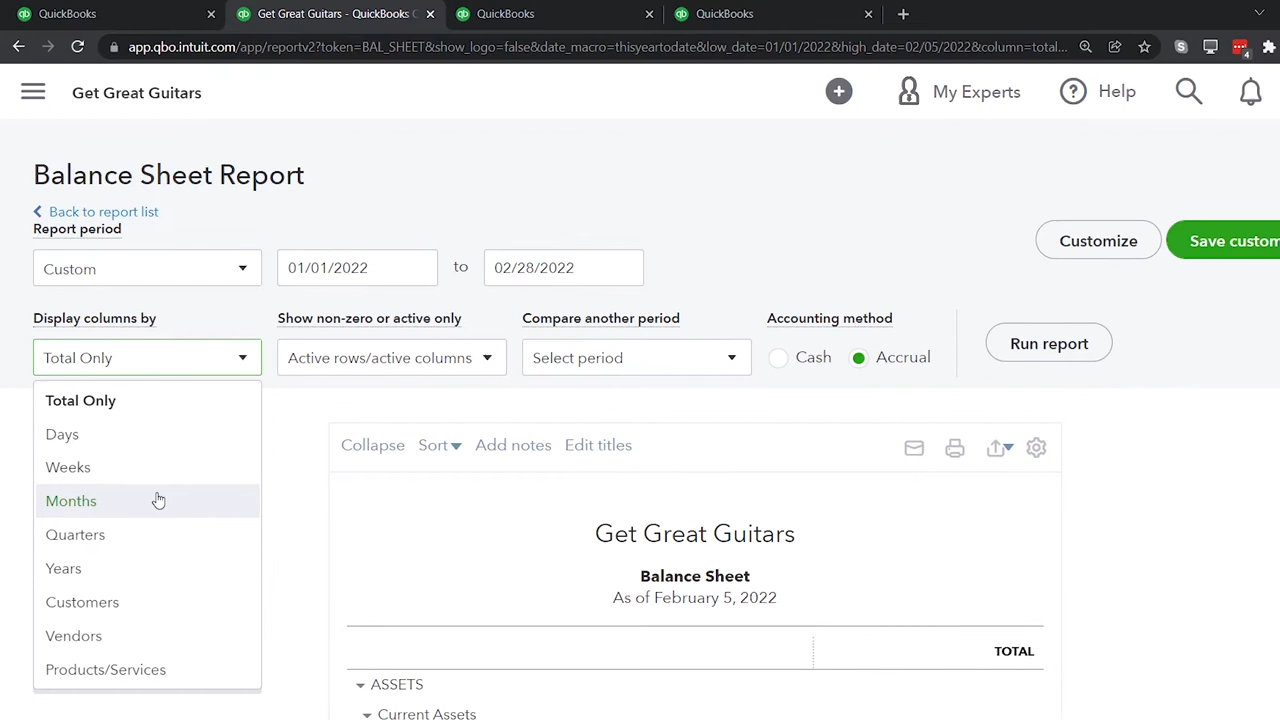 QuickBooks
Get Great Guitars - QuickBooks
QuickBooks
QuickBooks
app.qbo.intuit.com/app/reportv2?token=BAL_SHEET&show_logo=false&date_macro=thisyeartodate&low_date=01/01/2022&high_date=02/05/2022&column=total...
4
Get Great Guitars
My Experts
Help
Balance Sheet Report
Back to report list
Report period
Custom
01/01/2022
to
02/28/2022
Customize
Save custom
Display columns by
Show non-zero or active only
Compare another period
Accounting method
Total Only
Active rows/active columns
Select period
Cash
Accrual
Run report
Total Only
Days
Weeks
Months
Quarters
Years
Customers
Vendors
Products/Services
Collapse
Sort
Add notes
Edit titles
Get Great Guitars
Balance Sheet
As of February 5, 2022
TOTAL
ASSETS
Current Assets